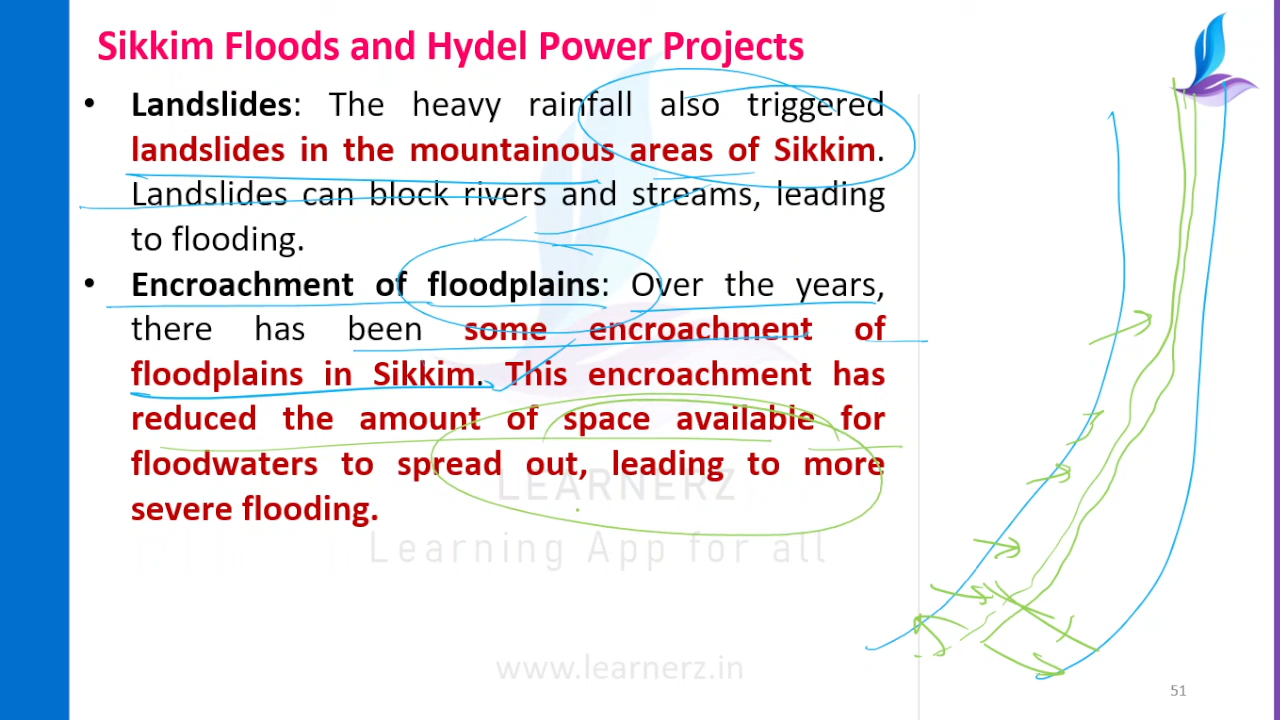 Sikkim Floods and Hydel Power Projects
• Landslides: The heavy rainfall also triggered
landslides in the mountainous areas of Sikkim.
Landslides can block rivers and streams, leading
to flooding.
• Encroachment of floodplains: Over the years,
there has been some encroachment of
floodplains in Sikkim. This encroachment has
reduced the amount of space available for
floodwaters to spread out, leading to more
severe flooding.
LEARNERZ
Learning App for all
www.learnerz.in
51